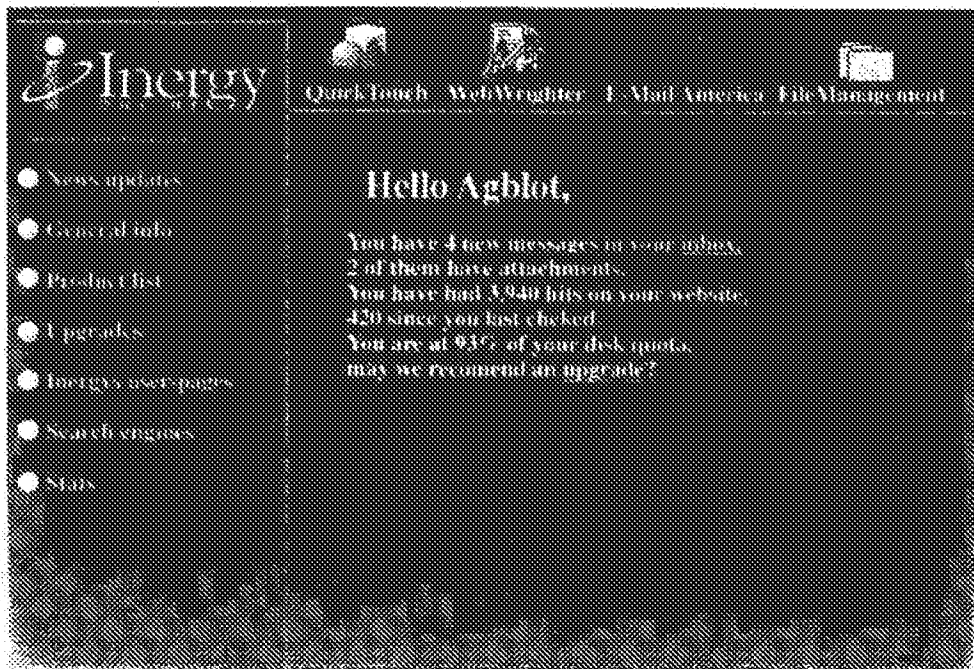 Inergy
QuickTouch WebWrighter E-Mail America FileManagement
News updates
General info
Product list
Upgrades
Inergy's user-pages
Search engines
Stats
Hello Agblot,
You have 4 new messages in your inbox,
2 of them have attachments.
You have had 3,940 hits on your website,
420 since you last checked
You are at 93% of your disk quota,
may we recomend an upgrade?